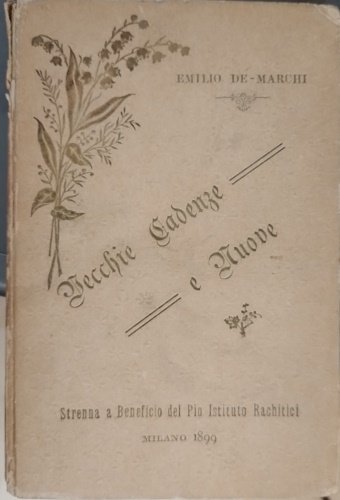 EMILIO DE-MARCHI
Vecchie Cadenze
e Nuove
Strenna a Beneficio del Pio Istituto Rachitici
MILANO 1899